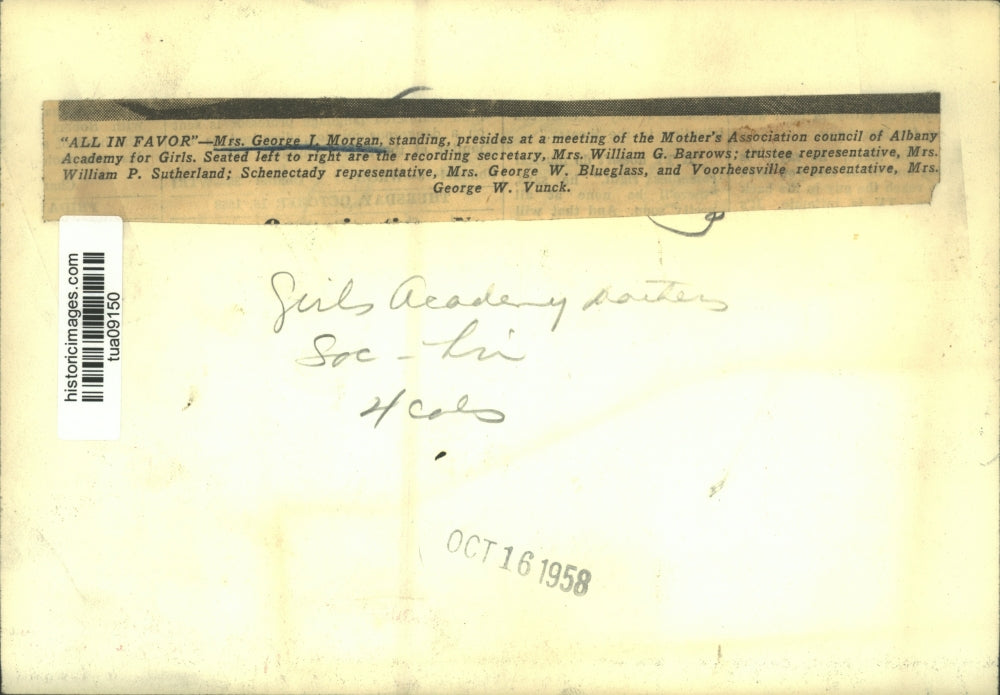 "ALL IN FAVOR"—Mrs. George I. Morgan, standing, presides at a meeting of the Mother's Association council of Albany
Academy for Girls. Seated left to right are the recording secretary, Mrs. William G. Barrows; trustee representative, Mrs.
William P. Sutherland; Schenectady representative, Mrs. George W. Blueglass, and Voorheesville representative, Mrs.
George W. Vunck.
historicimages.com
tua09150
Girls Academy
Soc -
4 cols
OCT 16 1958